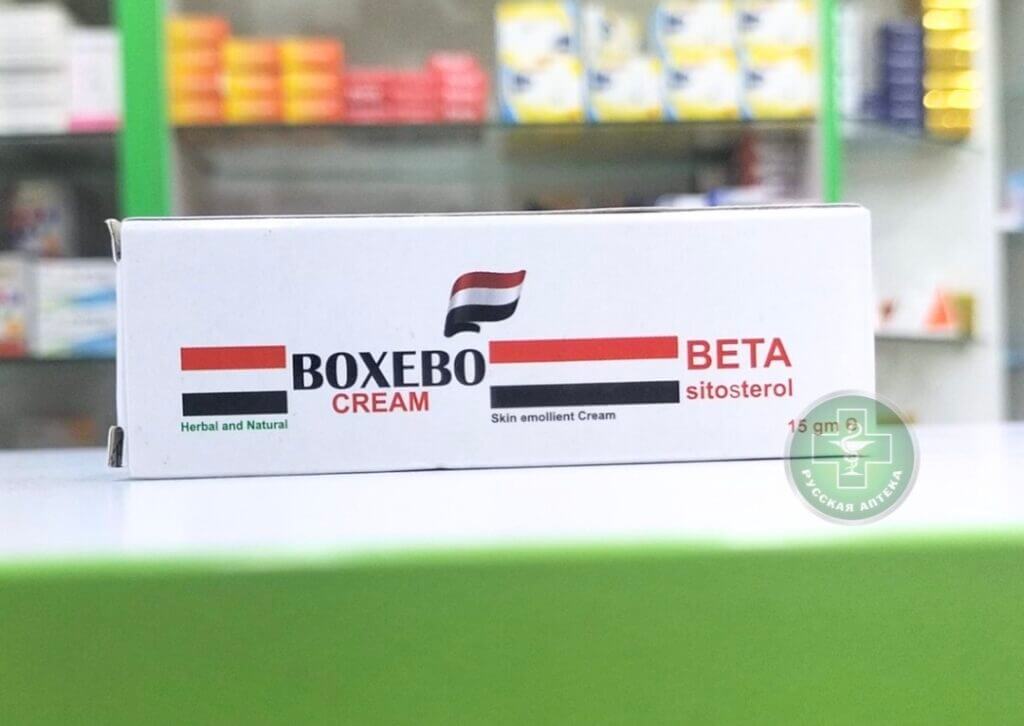 BOXEBO
CREAM
Herbal and Natural
Skin emollient Cream
BETA
sitosterol
15 gm
РУССКАЯ АПТЕКА